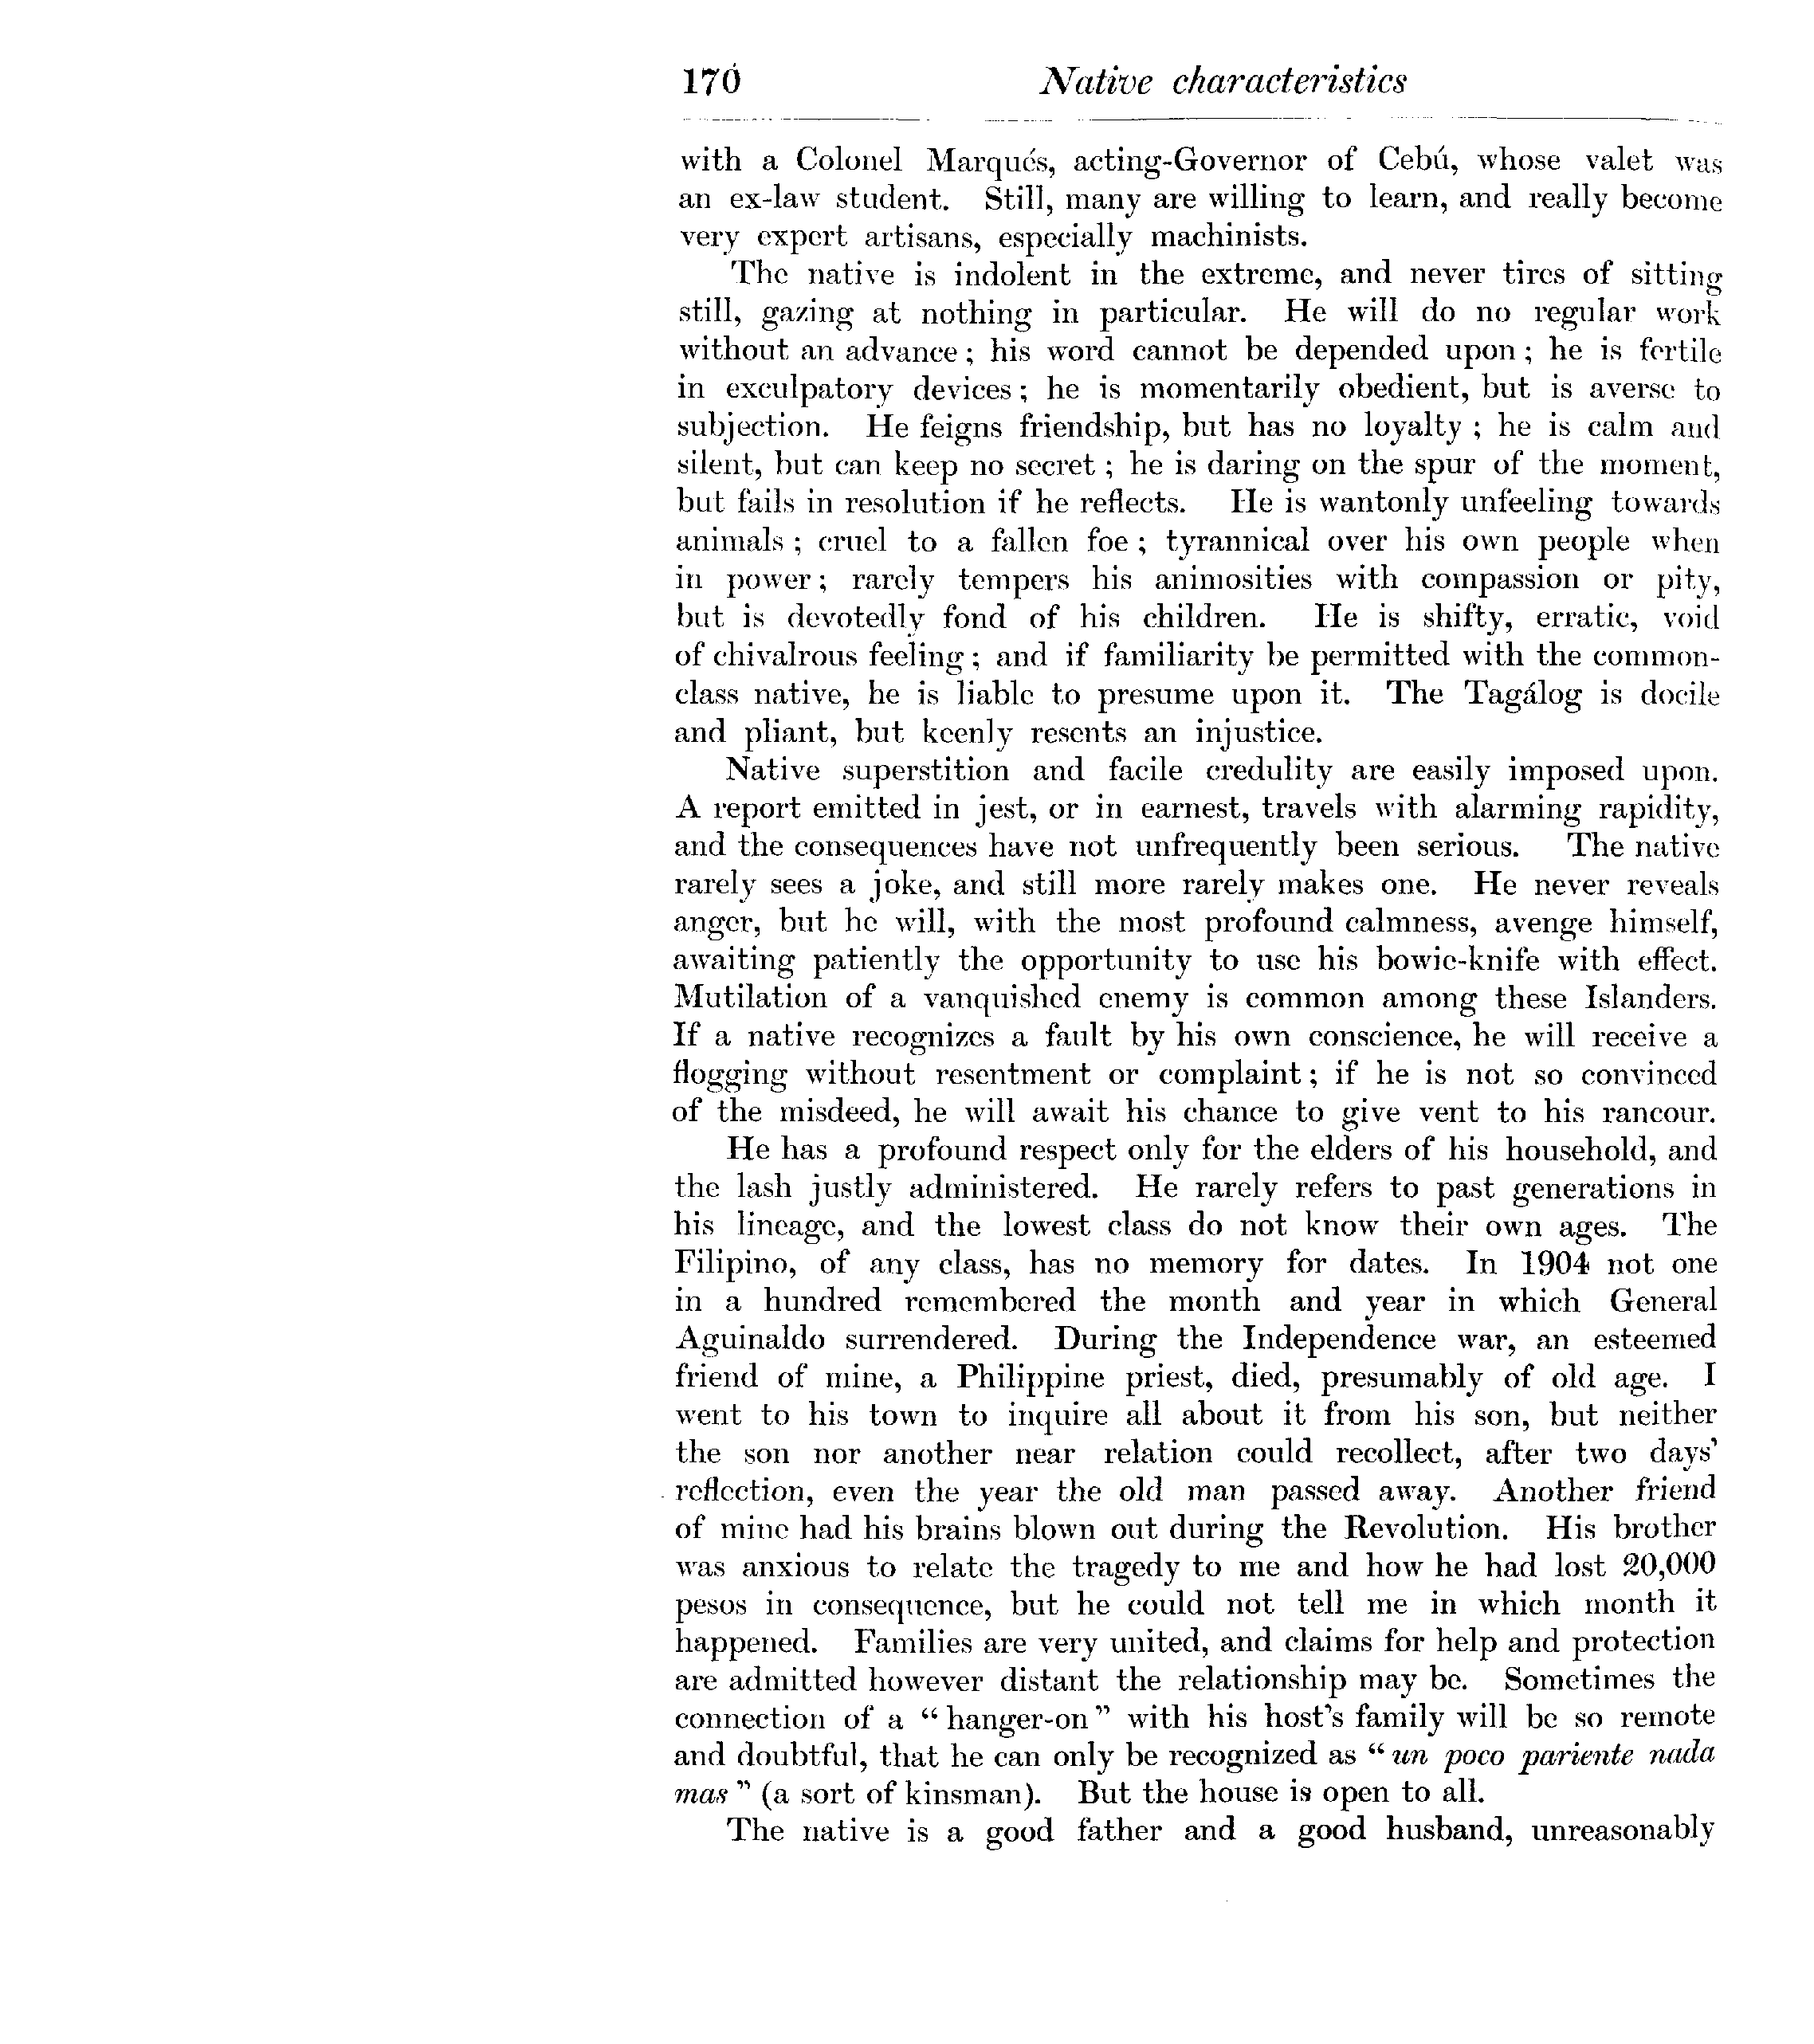 170 Native characteristics
with a Colonel Marqués, acting-Governor of Cebú, whose valet was
an ex-law student. Still, many are willing to learn, and really become
very expert artisans, especially machinists.
The native is indolent in the extreme, and never tires of sitting
still, gazing at nothing in particular. He will do no regular work
without an advance; his word cannot be depended upon; he is fertile
in exculpatory devices; he is momentarily obedient, but is averse to
subjection. He feigns friendship, but has no loyalty; he is calm and
silent, but can keep no secret; he is daring on the spur of the moment,
but fails in resolution if he reflects. He is wantonly unfeeling towards
animals; cruel to a fallen foe; tyrannical over his own people when
in power; rarely tempers his animosities with compassion or pity,
but is devotedly fond of his children. He is shifty, erratic, void
of chivalrous feeling; and if familiarity be permitted with the common-
class native, he is liable to presume upon it. The Tagálog is docile
and pliant, but keenly resents an injustice.
Native superstition and facile credulity are easily imposed upon.
A report emitted in jest, or in earnest, travels with alarming rapidity,
and the consequences have not unfrequently been serious. The native
rarely sees a joke, and still more rarely makes one. He never reveals
anger, but he will, with the most profound calmness, avenge himself,
awaiting patiently the opportunity to use his bowie-knife with effect.
Mutilation of a vanquished enemy is common among these Islanders.
If a native recognizes a fault by his own conscience, he will receive a
flogging without resentment or complaint; if he is not so convinced
of the misdeed, he will await his chance to give vent to his rancour.
He has a profound respect only for the elders of his household, and
the lash justly administered. He rarely refers to past generations in
his lineage, and the lowest class do not know their own ages. The
Filipino, of any class, has no memory for dates. In 1904 not one
in a hundred remembered the month and year in which General
Aguinaldo surrendered. During the Independence war, an esteemed
friend of mine, a Philippine priest, died, presumably of old age. I
went to his town to inquire all about it from his son, but neither
the son nor another near relation could recollect, after two days'
reflection, even the year the old man passed away. Another friend
of mine had his brains blown out during the Revolution. His brother
was anxious to relate the tragedy to me and how he had lost 20,000
pesos in consequence, but he could not tell me in which month it
happened. Families are very united, and claims for help and protection
are admitted however distant the relationship may be. Sometimes the
connection of a "hanger-on" with his host's family will be so remote
and doubtful, that he can only be recognized as "un poco pariente nada
mas" (a sort of kinsman). But the house is open to all.
The native is a good father and a good husband, unreasonably